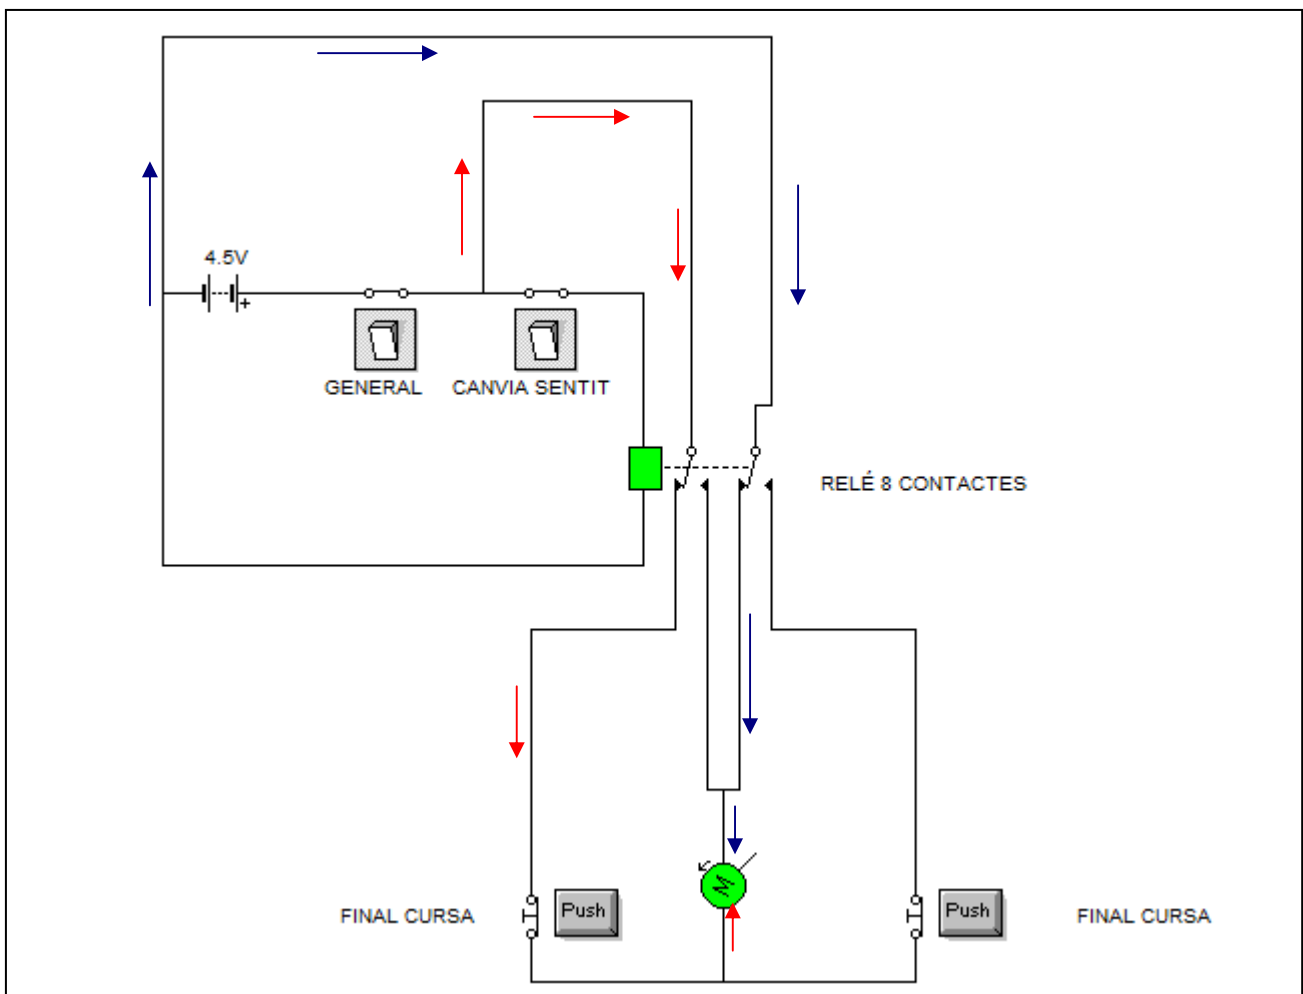 4.5V
+
GENERAL
CANVIA SENTIT
RELÉ 8 CONTACTES
M
FINAL CURSA
Push
Push
FINAL CURSA